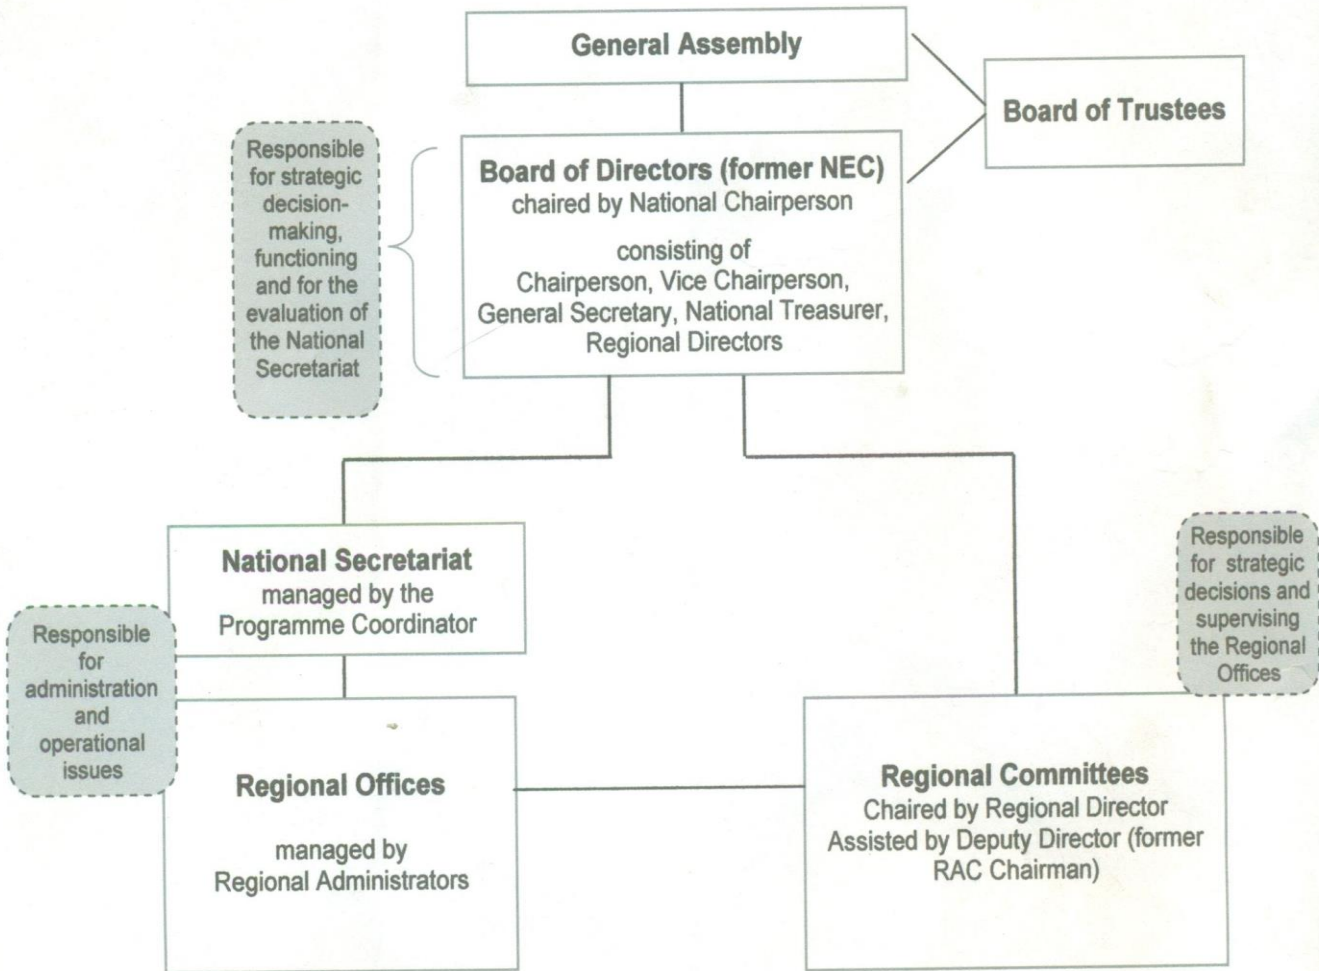 General Assembly
Board of Trustees
Responsible
for strategic
decision-
making,
functioning
and for the
evaluation of
the National
Secretariat
Board of Directors (former NEC)
chaired by National Chairperson
consisting of
Chairperson, Vice Chairperson,
General Secretary, National Treasurer,
Regional Directors
National Secretariat
managed by the
Programme Coordinator
Responsible
for strategic
decisions and
supervising
the Regional
Offices
Responsible
for
administration
and
operational
issues
Regional Offices
managed by
Regional Administrators
Regional Committees
Chaired by Regional Director
Assisted by Deputy Director (former
RAC Chairman)